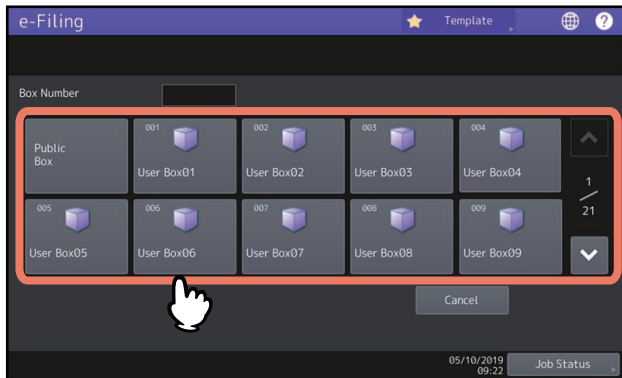 e-Filing
Template
?
Box Number
Public
Box
001
User Box01
002
User Box02
003
User Box03
004
User Box04
1
21
005
User Box05
006
User Box06
007
User Box07
008
User Box08
009
User Box09
Cancel
05/10/2019
09:22
Job Status